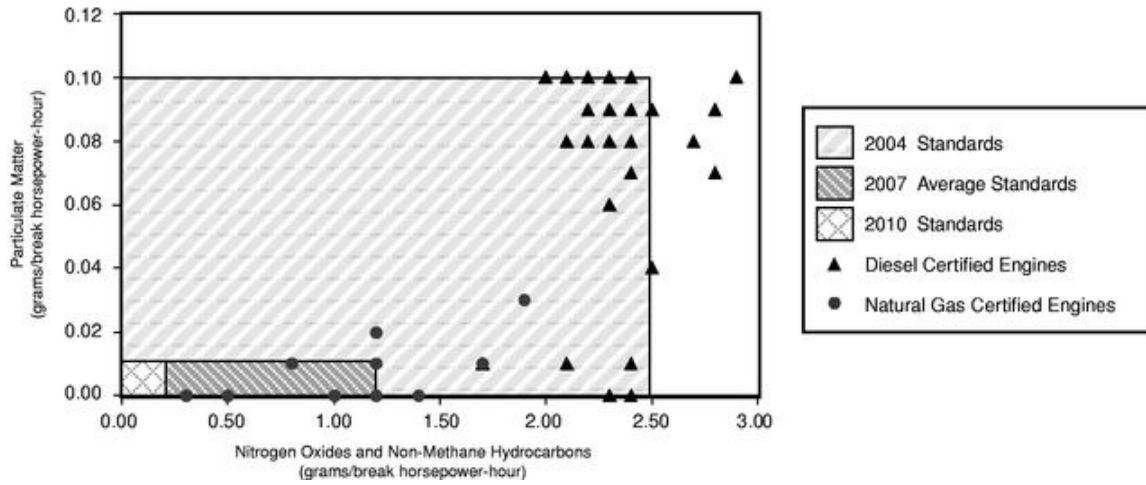 0.12
0.10
0.08
0.06
0.04
0.02
0.00
Particulate Matter
(grams/break horsepower-hour)
0.00 0.50 1.00 1.50 2.00 2.50 3.00
Nitrogen Oxides and Non-Methane Hydrocarbons
(grams/break horsepower-hour)
2004 Standards
2007 Average Standards
2010 Standards
Diesel Certified Engines
Natural Gas Certified Engines